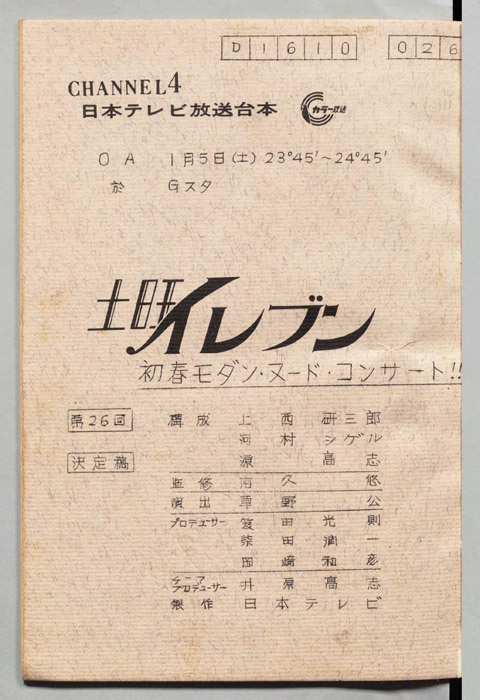 D1610 026
CHANNEL4
日本テレビ放送台本 カラー放送
OA 1月5日(土) 23°45'~24°45'
於 Gスタ
土曜イレブン
初春モダン・ヌード・コンサート!!
第26回 構成 上西研三郎
河村シゲル
決定稿 源高志
監修 南久悠
演出 草野公
プロデューサー 笈田光則
柴田潤一
岡﨑和彦
チーフプロデューサー 井原高志
製作 日本テレビ